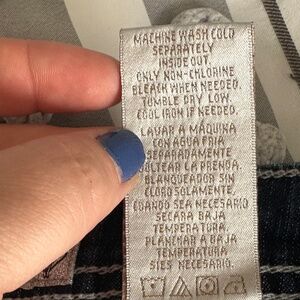 MACHINE WASH COLD
SEPARATELY
INSIDE OUT.
ONLY NON-CHLORINE
BLEACH WHEN NEEDED.
TUMBLE DRY LOW.
COOL IRON IF NEEDED.
LAVAR A MÁQUINA
CON AGUA FRÍA
SEPARADAMENTE
VOLTEAR LA PRENDA.
BLANQUEADOR SIN
CLORO SOLAMENTE,
CUANDO SEA NECESARIO
SECAR A BAJA
TEMPERATURA.
PLANCHAR A BAJA
TEMPERATURA
SI ES NECESARIO.